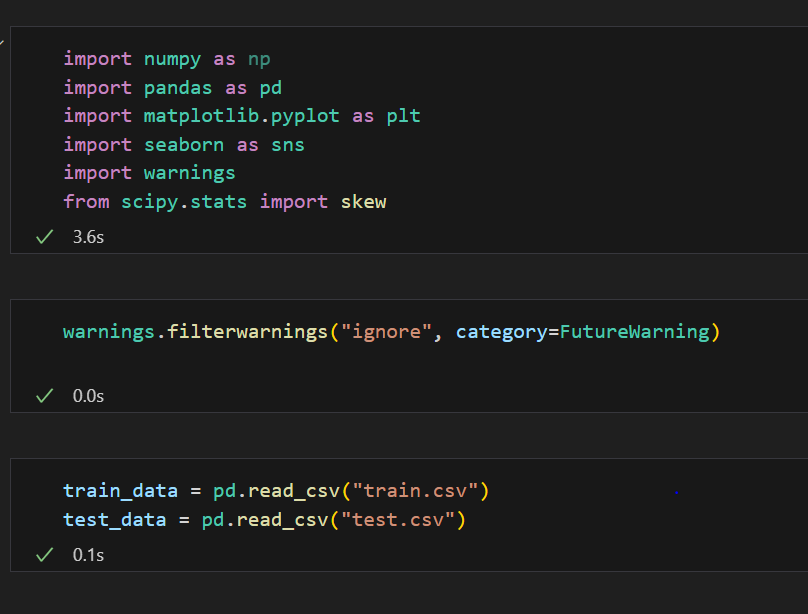 import numpy as np
import pandas as pd
import matplotlib.pyplot as plt
import seaborn as sns
import warnings
from scipy.stats import skew
3.6s
warnings.filterwarnings("ignore", category=FutureWarning)
0.0s
train_data = pd.read_csv("train.csv")
test_data = pd.read_csv("test.csv")
0.1s